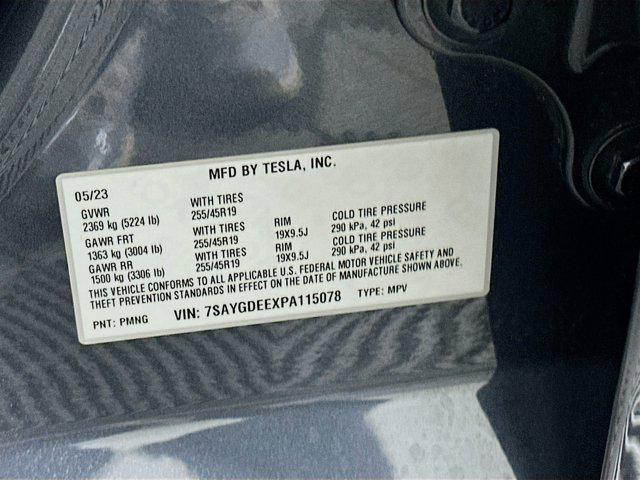 MFD BY TESLA, INC.
05/23
GVWR WITH TIRES
2369 kg (5224 lb) 255/45R19
GAWR FRT WITH TIRES RIM COLD TIRE PRESSURE
1363 kg (3004 lb) 255/45R19 19X9.5J 290 kPa, 42 psi
GAWR RR WITH TIRES RIM COLD TIRE PRESSURE
1500 kg (3306 lb) 255/45R19 19X9.5J 290 kPa, 42 psi
THIS VEHICLE CONFORMS TO ALL APPLICABLE U.S. FEDERAL MOTOR VEHICLE SAFETY AND
THEFT PREVENTION STANDARDS IN EFFECT ON THE DATE OF MANUFACTURE SHOWN ABOVE.
PNT: PMNG VIN: 7SAYGDEEXPA115078 TYPE: MPV